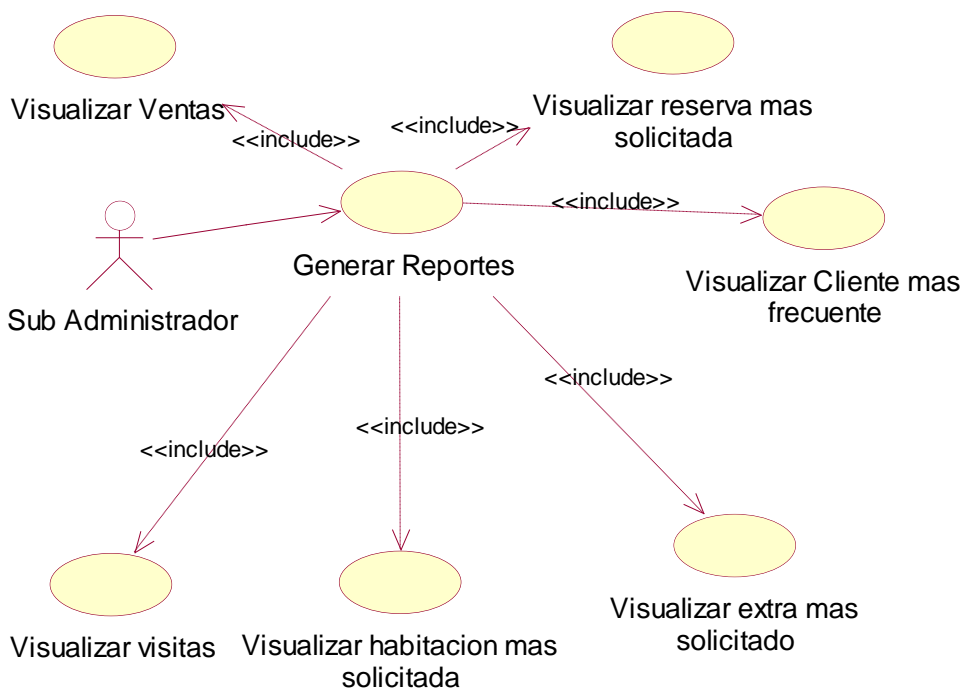 Visualizar Ventas
Visualizar reserva mas
solicitada
<<include>>
<<include>>
<<include>>
Generar Reportes
Visualizar Cliente mas
frecuente
Sub Administrador
<<include>>
<<include>>
<<include>>
Visualizar visitas
Visualizar habitacion mas
solicitada
Visualizar extra mas
solicitado